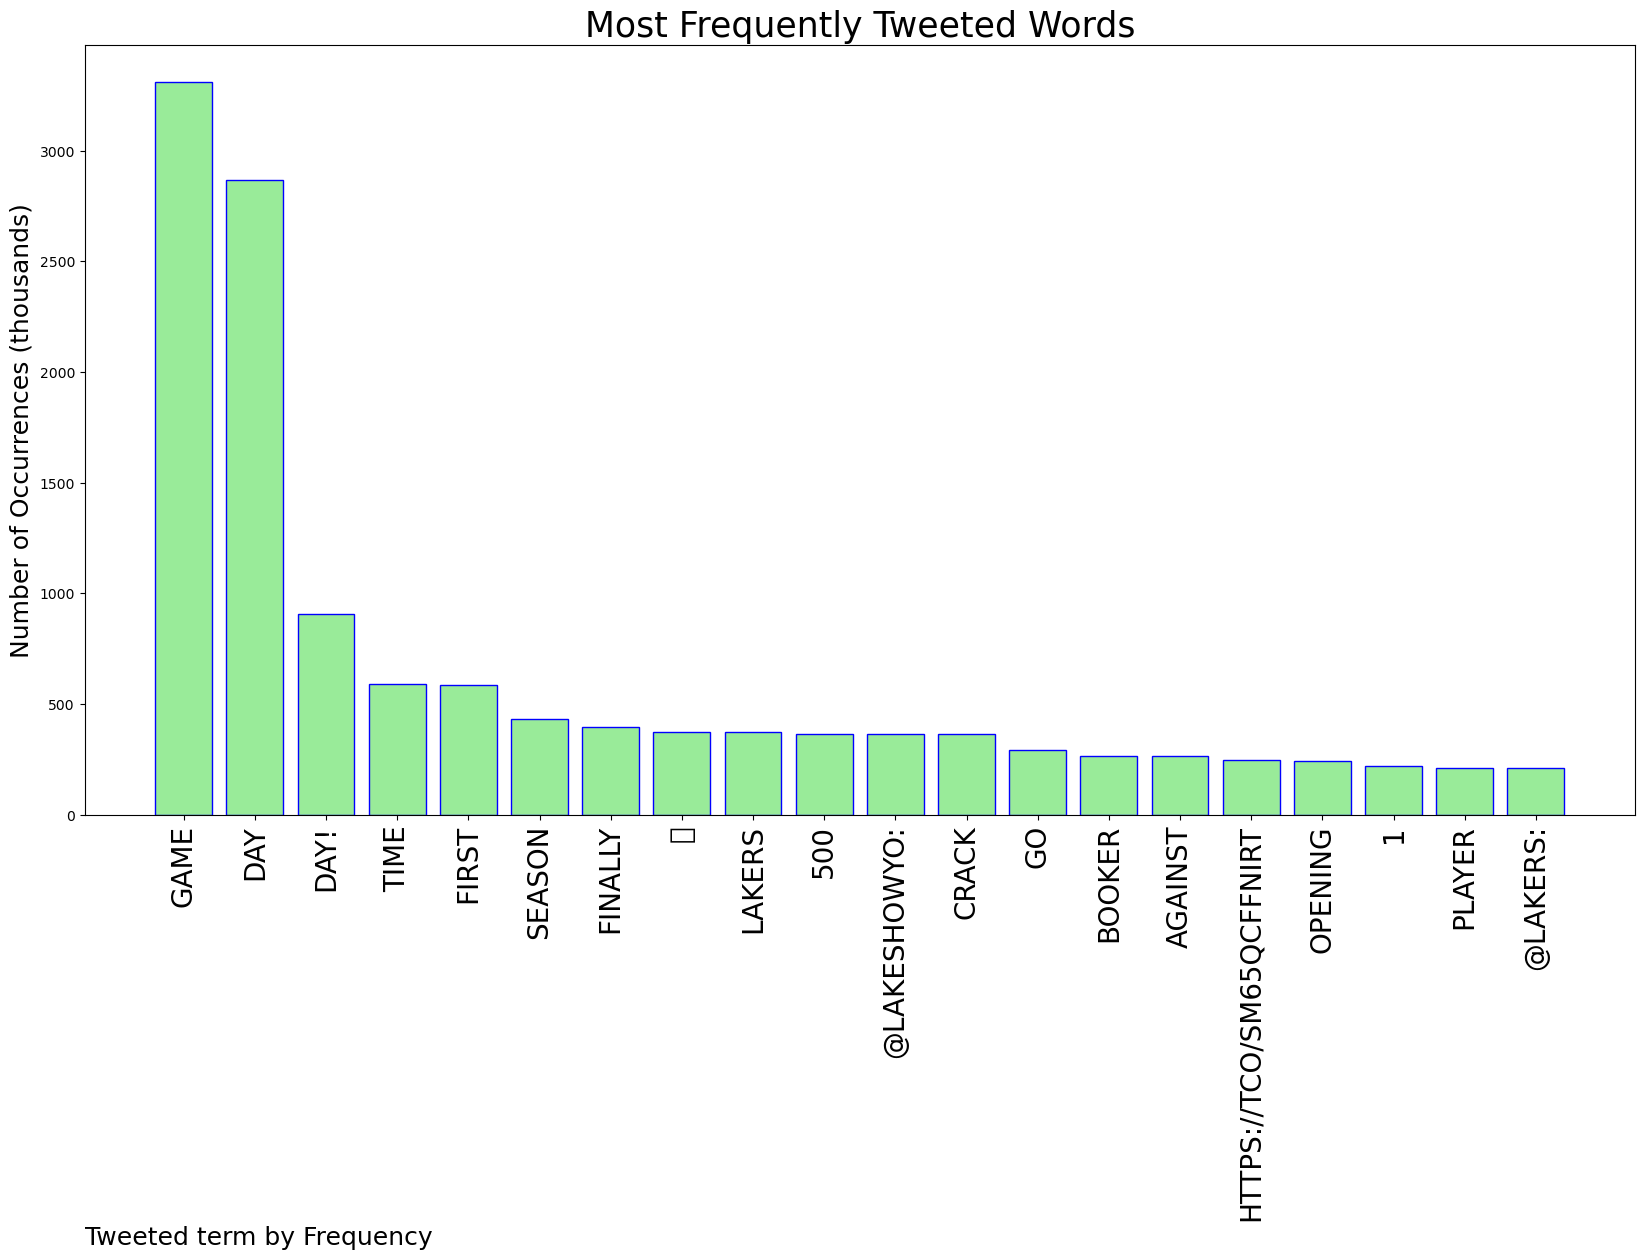 Most Frequently Tweeted Words
Number of Occurrences (thousands)
3000
2500
2000
1500
1000
500
0
GAME
DAY
DAY!
TIME
FIRST
SEASON
FINALLY
▯
LAKERS
500
@LAKESHOWYO:
CRACK
GO
BOOKER
AGAINST
HTTPS://TCO/SM65QCFFNIRT
OPENING
1
PLAYER
@LAKERS:
Tweeted term by Frequency